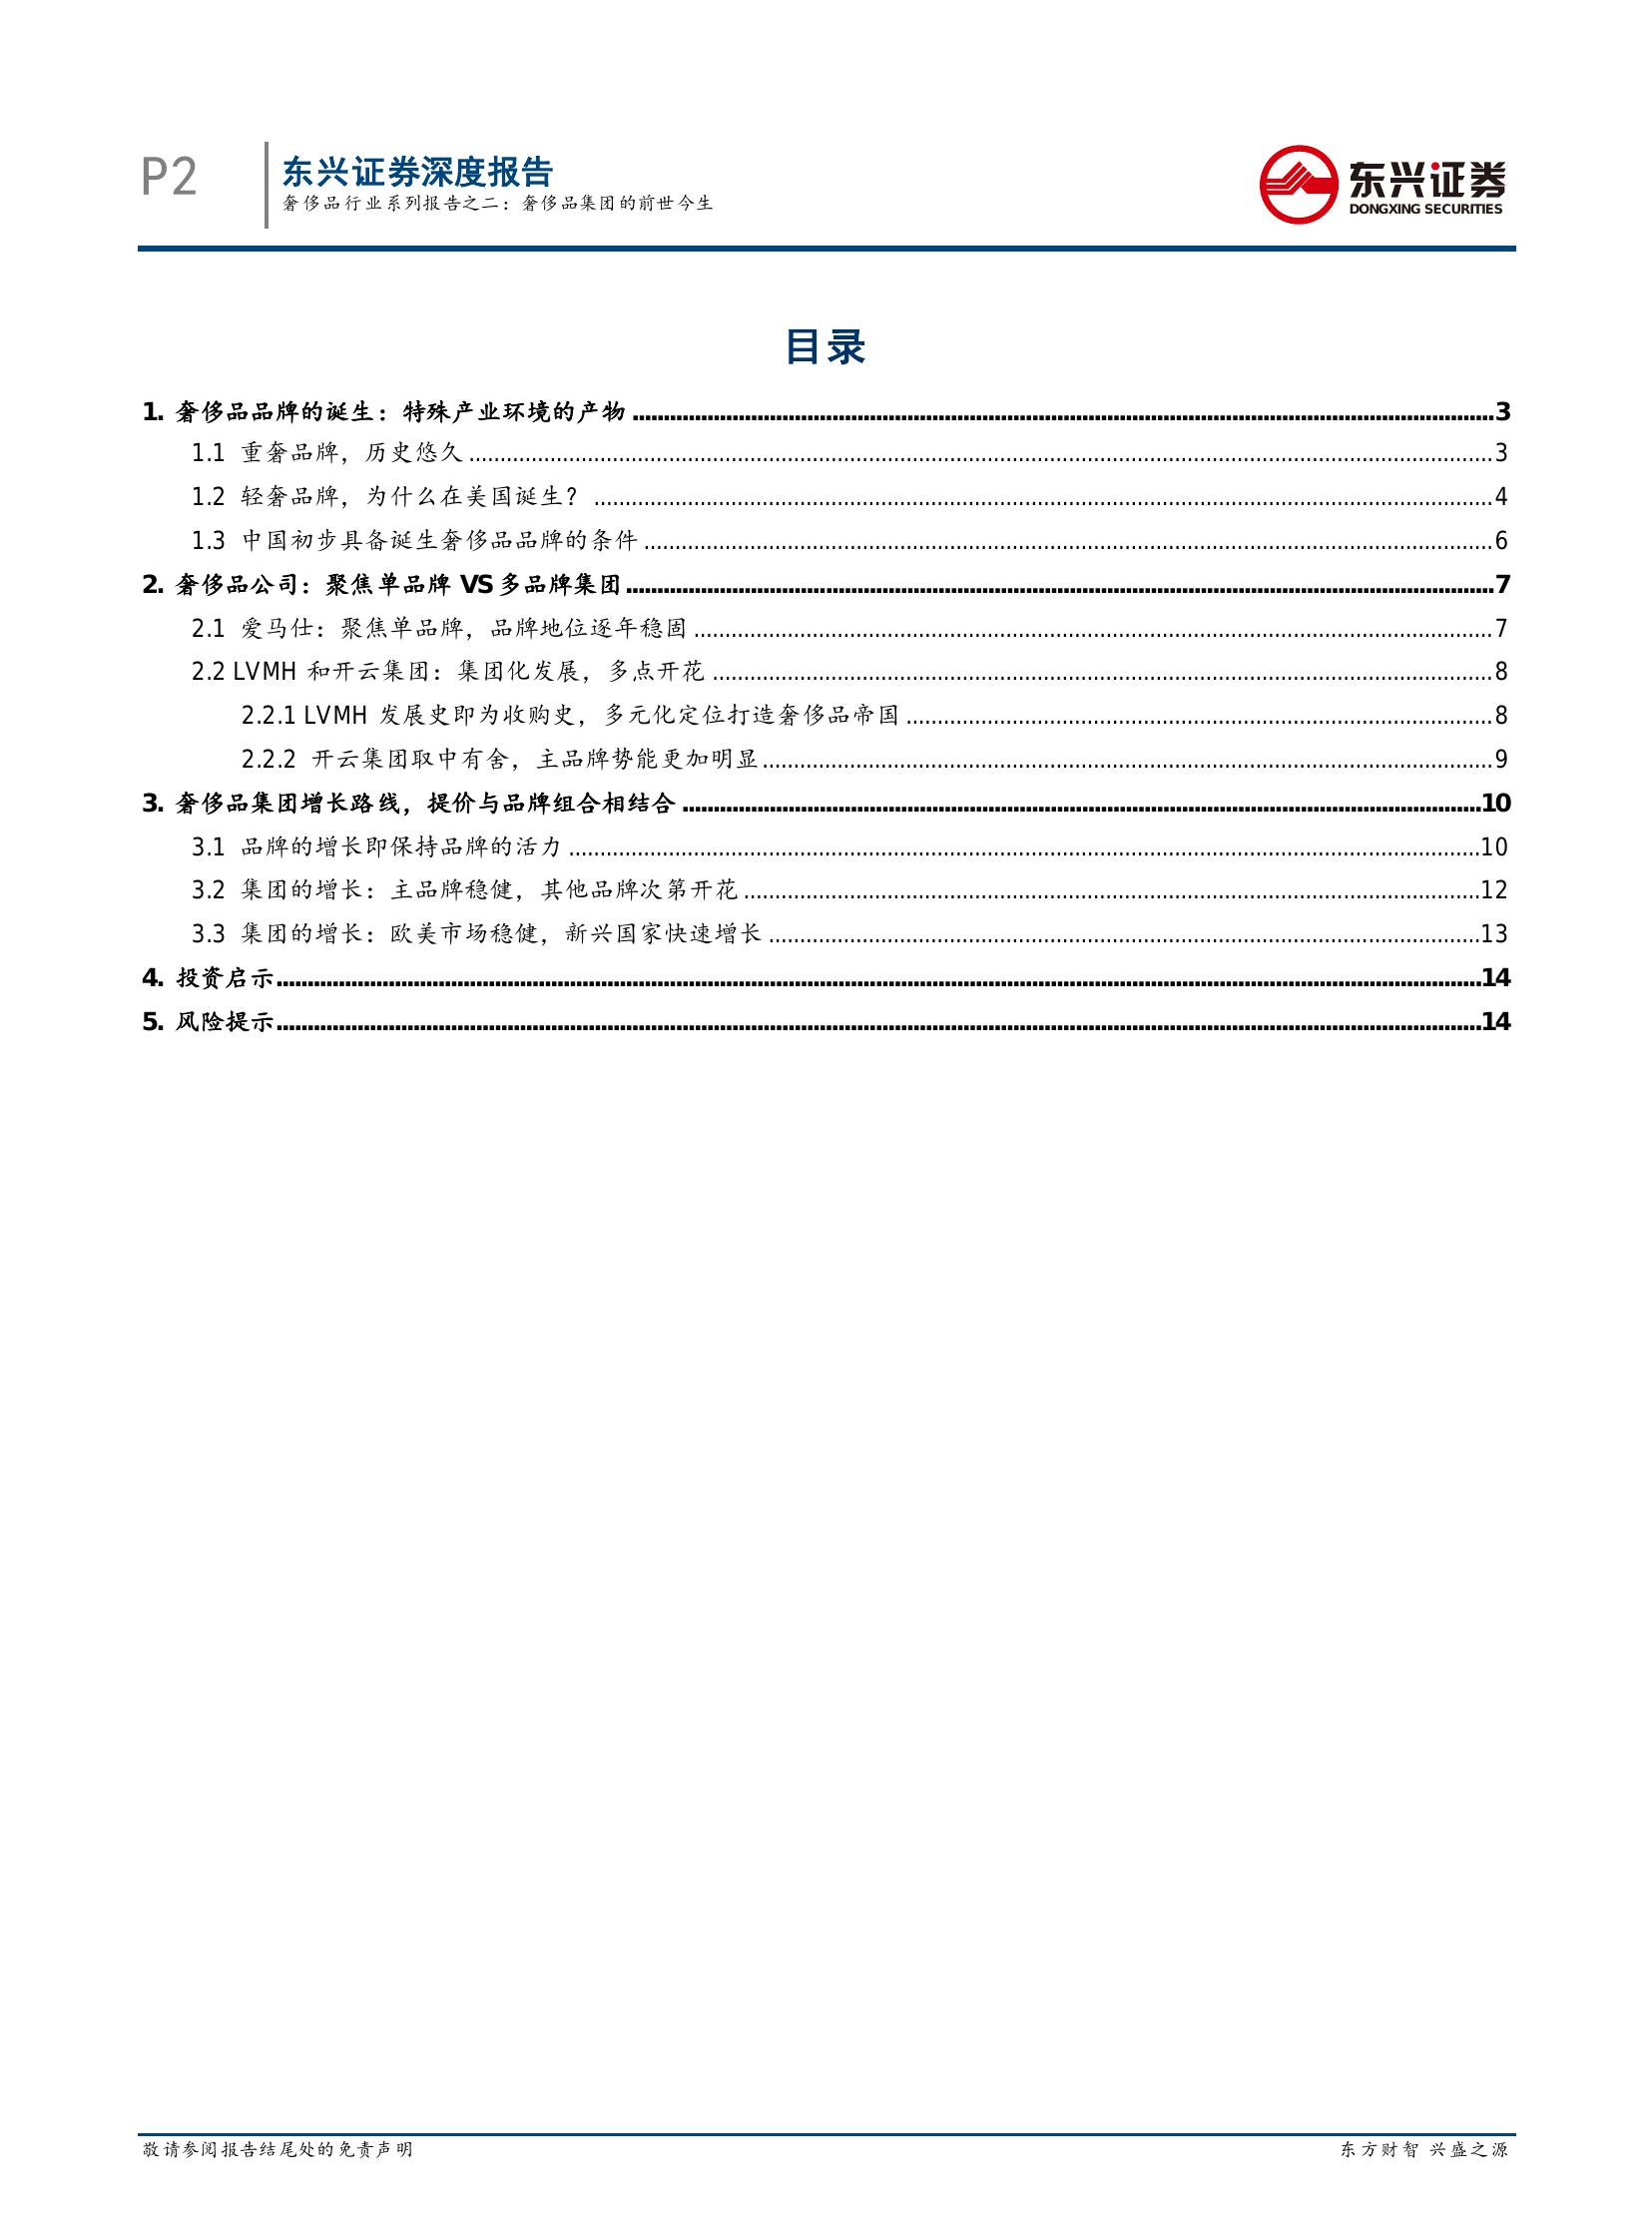 P2
东兴证券深度报告
奢侈品行业系列报告之二：奢侈品集团的前世今生
东兴证券
DONGXING SECURITIES
目录
1. 奢侈品品牌的诞生：特殊产业环境的产物 ........ 3
1.1 重奢品牌，历史悠久 ........ 3
1.2 轻奢品牌，为什么在美国诞生？ ........ 4
1.3 中国初步具备诞生奢侈品品牌的条件 ........ 6
2. 奢侈品公司：聚焦单品牌 VS 多品牌集团 ........ 7
2.1 爱马仕：聚焦单品牌，品牌地位逐年稳固 ........ 7
2.2 LVMH 和开云集团：集团化发展，多点开花 ........ 8
2.2.1 LVMH 发展史即为收购史，多元化定位打造奢侈品帝国 ........ 8
2.2.2 开云集团取中有舍，主品牌势能更加明显 ........ 9
3. 奢侈品集团增长路线，提价与品牌组合相结合 ........ 10
3.1 品牌的增长即保持品牌的活力 ........ 10
3.2 集团的增长：主品牌稳健，其他品牌次第开花 ........ 12
3.3 集团的增长：欧美市场稳健，新兴国家快速增长 ........ 13
4. 投资启示 ........ 14
5. 风险提示 ........ 14
敬请参阅报告结尾处的免责声明
东方财智 兴盛之源